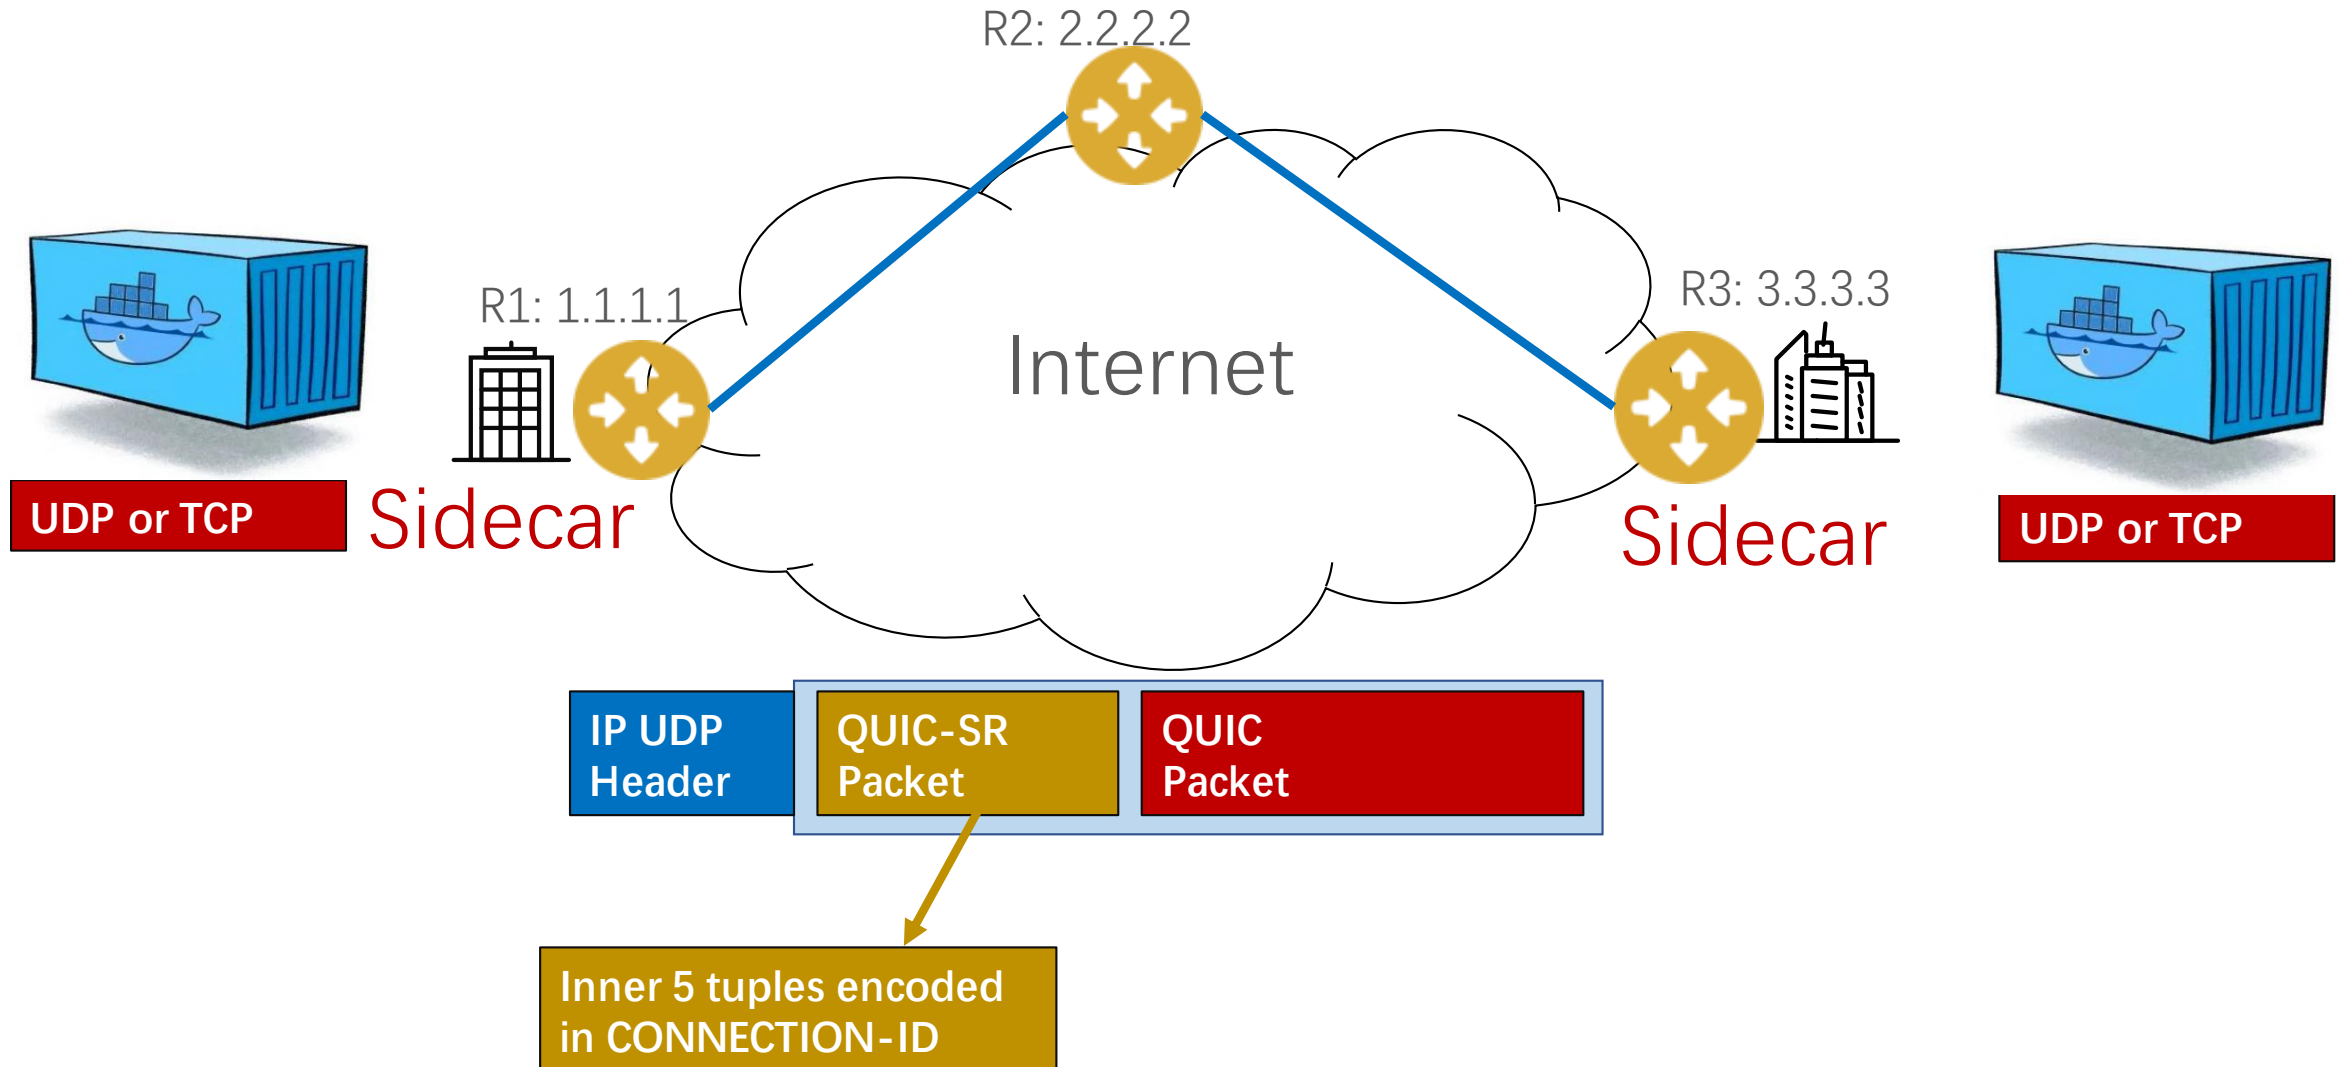 R2: 2.2.2.2
R1: 1.1.1.1
R3: 3.3.3.3
Internet
UDP or TCP
Sidecar
Sidecar
UDP or TCP
IP UDP
Header
QUIC-SR
Packet
QUIC
Packet
Inner 5 tuples encoded
in CONNECTION-ID